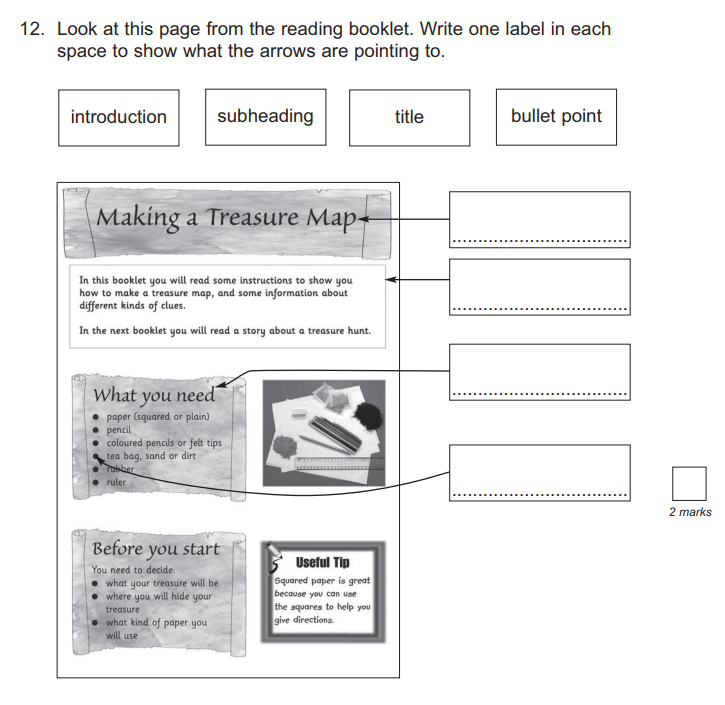 12. Look at this page from the reading booklet. Write one label in each
space to show what the arrows are pointing to.
introduction
subheading
title
bullet point
Making a Treasure Map
In this booklet you will read some instructions to show you
how to make a treasure map, and some information about
different kinds of clues.
In the next booklet you will read a story about a treasure hunt.
What you need
● paper (squared or plain)
● pencil
● coloured pencils or felt tips
● tea bag, sand or dirt
● rubber
● ruler
Before you start
You need to decide:
● what your treasure will be
● where you will hide your
treasure
● what kind of paper you
will use
Useful Tip
Squared paper is great
because you can use
the squares to help you
give directions.
2 marks